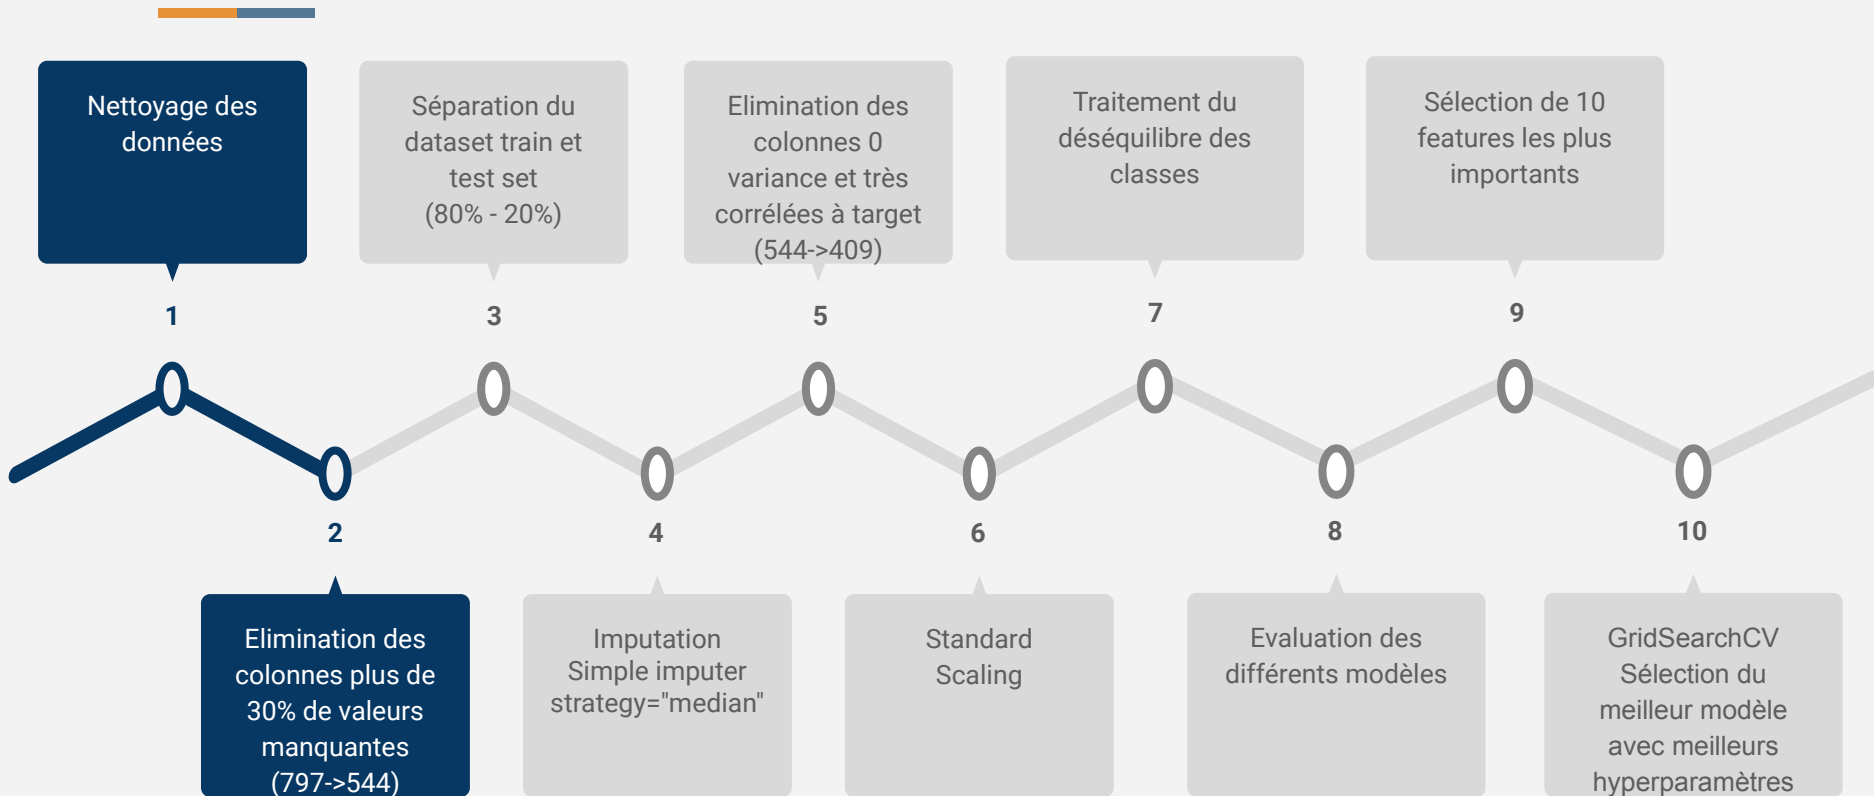 Nettoyage des
données
1
Elimination des
colonnes plus de
30% de valeurs
manquantes
(797->544)
2
Séparation du
dataset train et
test set
(80% - 20%)
3
Imputation
Simple imputer
strategy="median"
4
Elimination des
colonnes 0
variance et très
corrélées à target
(544->409)
5
Standard
Scaling
6
Traitement du
déséquilibre des
classes
7
Evaluation des
différents modèles
8
Sélection de 10
features les plus
importants
9
GridSearchCV
Sélection du
meilleur modèle
avec meilleurs
hyperparamètres
10